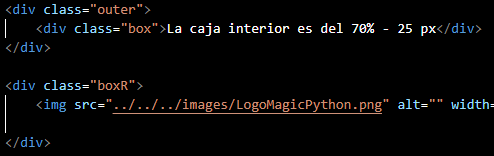 <div class="outer">
<div class="box">La caja interior es del 70% - 25 px</div>
</div>
<div class="boxR">
<img src="../../../images/LogoMagicPython.png" alt="" width=
</div>